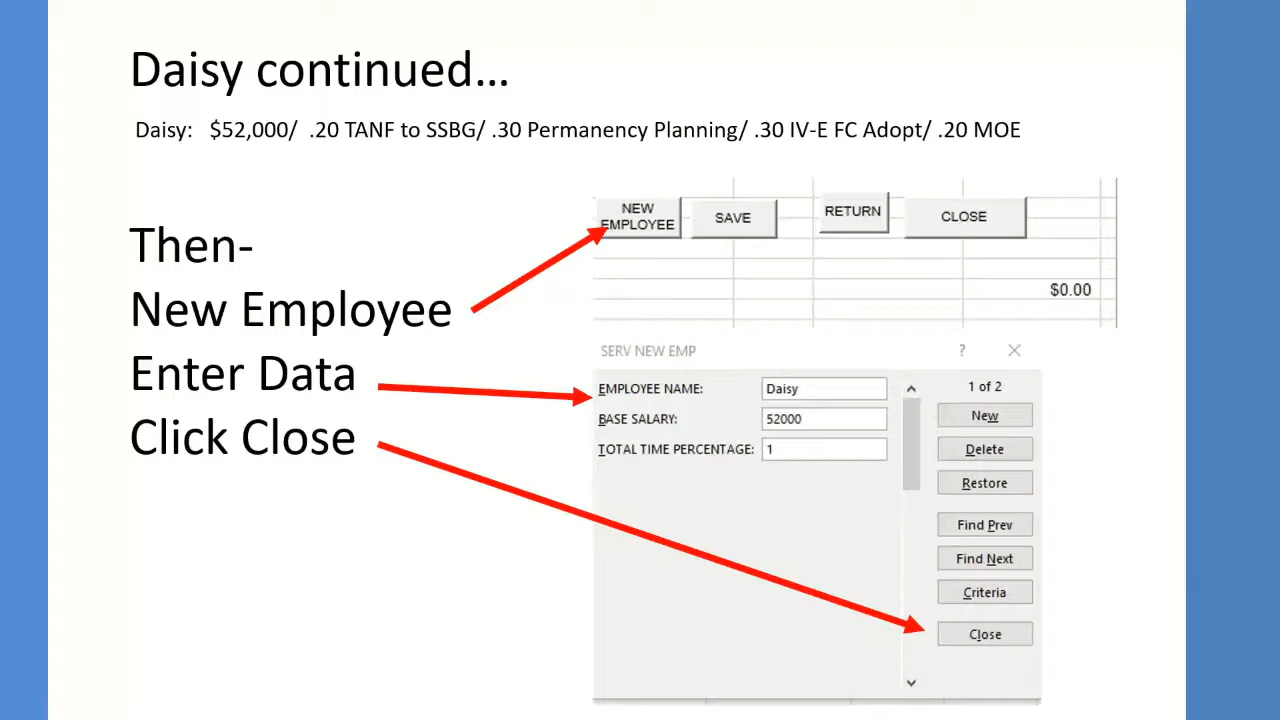 Daisy continued…
Daisy: $52,000/ .20 TANF to SSBG/ .30 Permanency Planning/ .30 IV-E FC Adopt/ .20 MOE
Then-
New Employee
Enter Data
Click Close
NEW
EMPLOYEE
SAVE
RETURN
CLOSE
$0.00
SERV NEW EMP
?
EMPLOYEE NAME: Daisy
BASE SALARY: 52000
TOTAL TIME PERCENTAGE: 1
1 of 2
New
Delete
Restore
Find Prev
Find Next
Criteria
Close